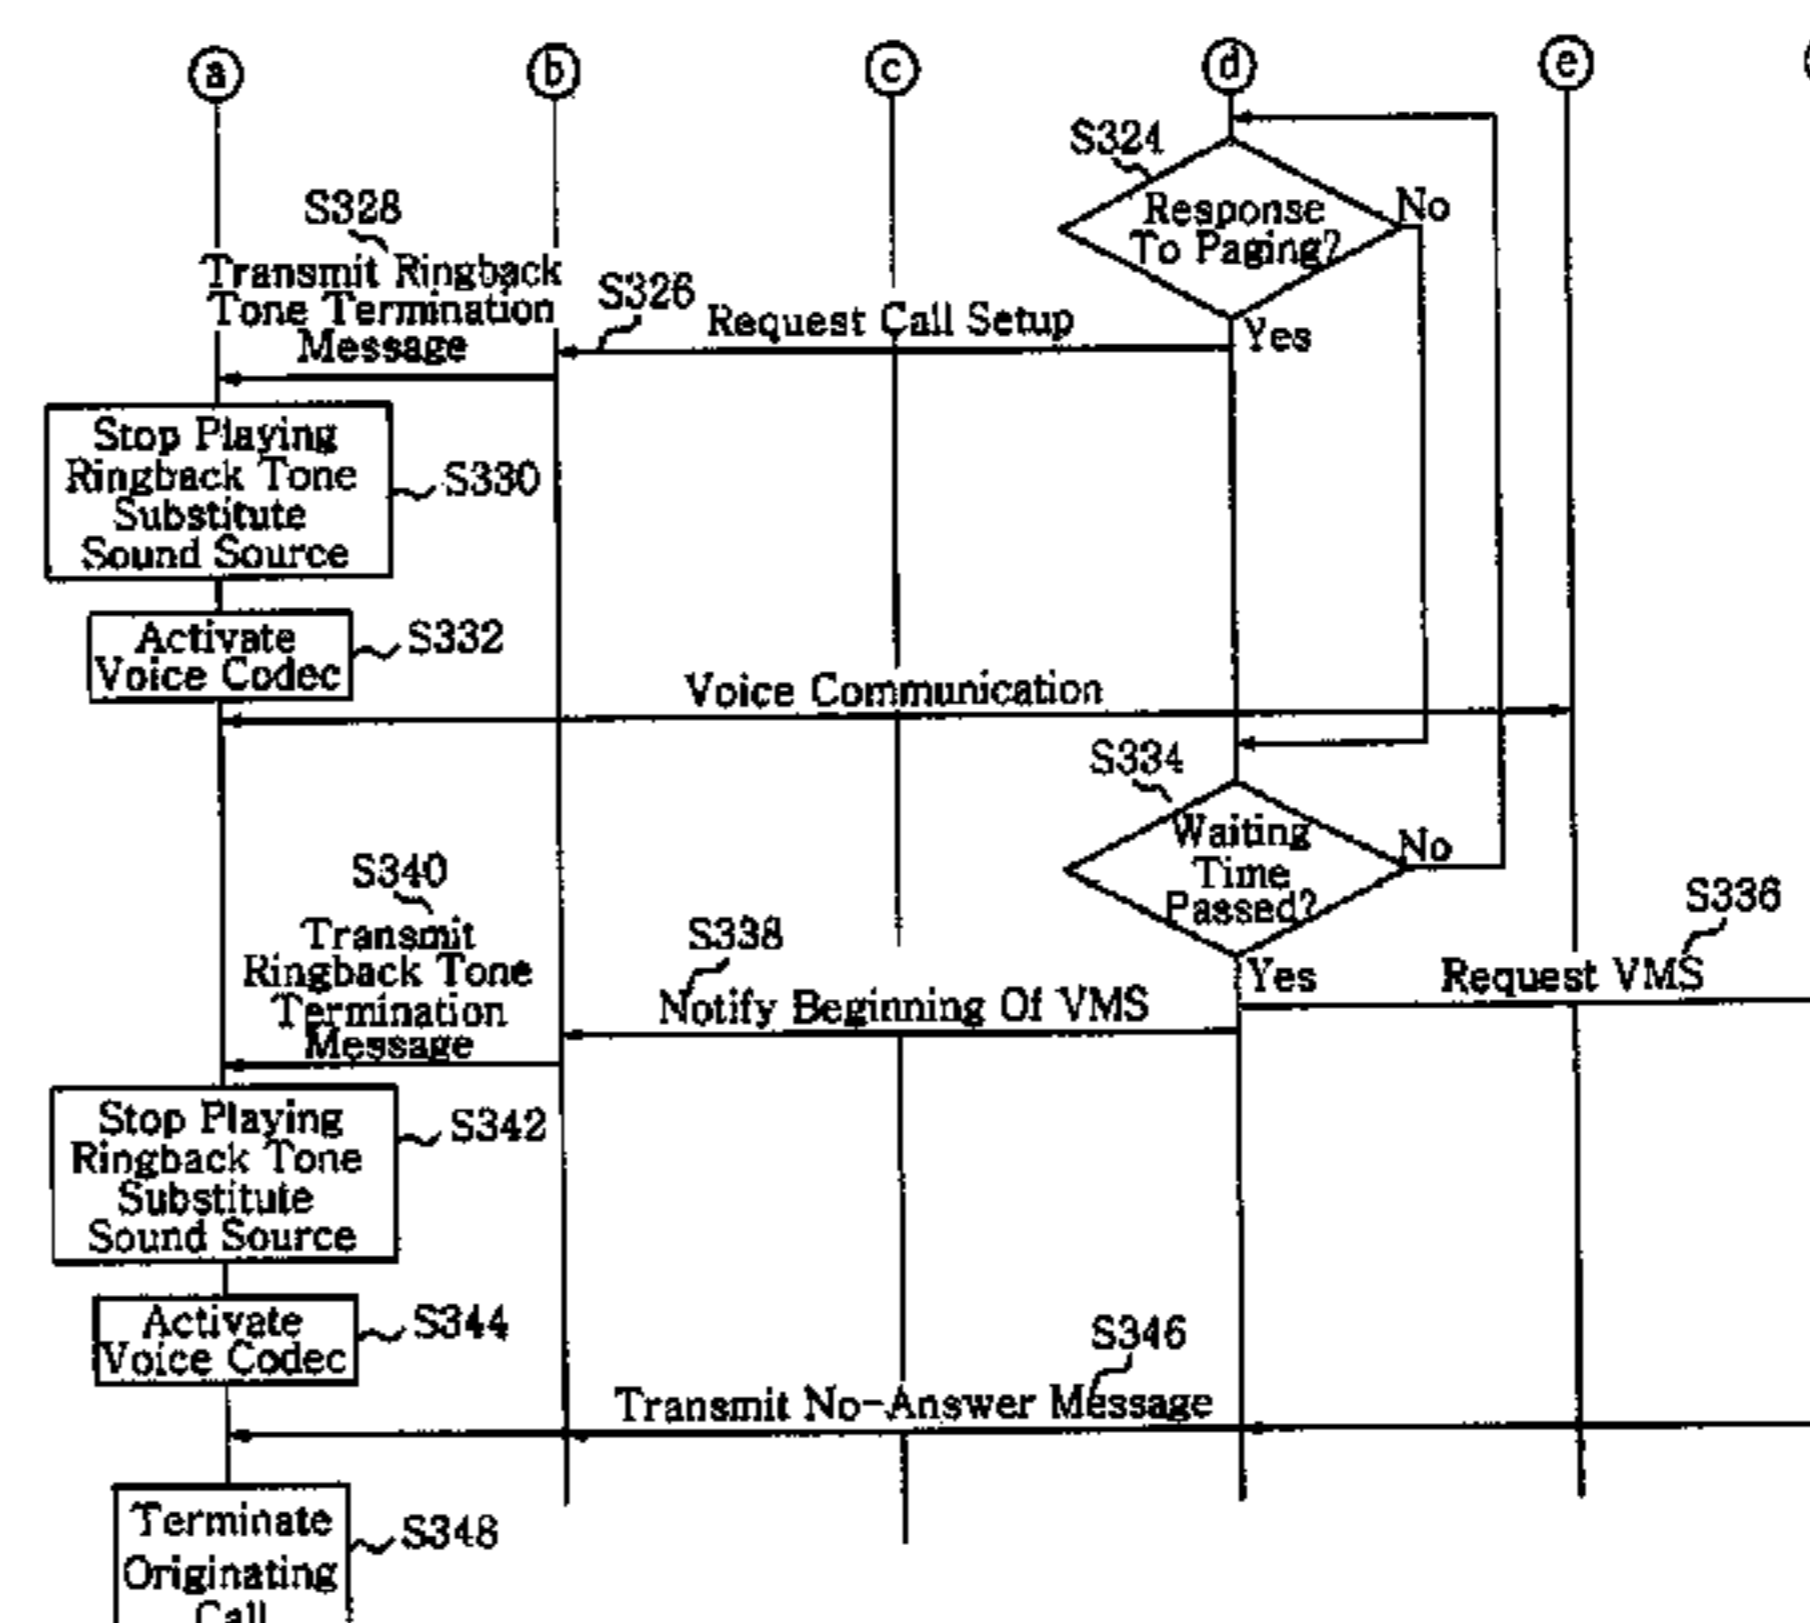 a
b
c
d
e
S324
Response
To Paging?
No
Yes
S328
Transmit Ringback
Tone Termination
Message
S326
Request Call Setup
Stop Playing
Ringback Tone
Substitute
Sound Source
S330
Activate
Voice Codec
S332
Voice Communication
S334
Waiting
Time
Passed?
No
Yes
S336
Request VMS
S338
Notify Beginning Of VMS
S340
Transmit
Ringback Tone
Termination
Message
Stop Playing
Ringback Tone
Substitute
Sound Source
S342
Activate
Voice Codec
S344
S346
Transmit No-Answer Message
Terminate
Originating
Call
S348